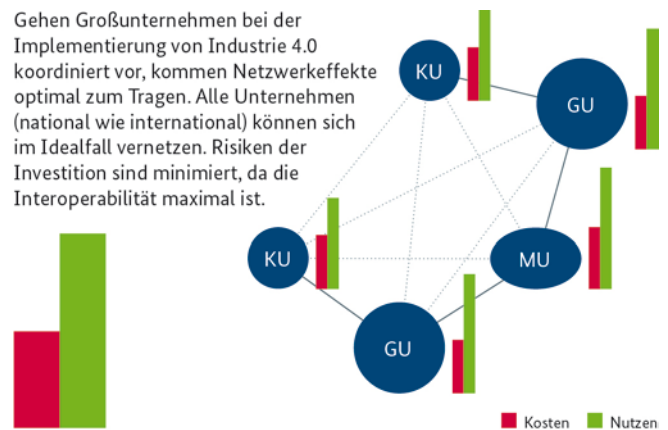 Gehen Großunternehmen bei der
Implementierung von Industrie 4.0
koordiniert vor, kommen Netzwerkeffekte
optimal zum Tragen. Alle Unternehmen
(national wie international) können sich
im Idealfall vernetzen. Risiken der
Investition sind minimiert, da die
Interoperabilität maximal ist.
KU
GU
KU
MU
GU
Kosten
Nutzen